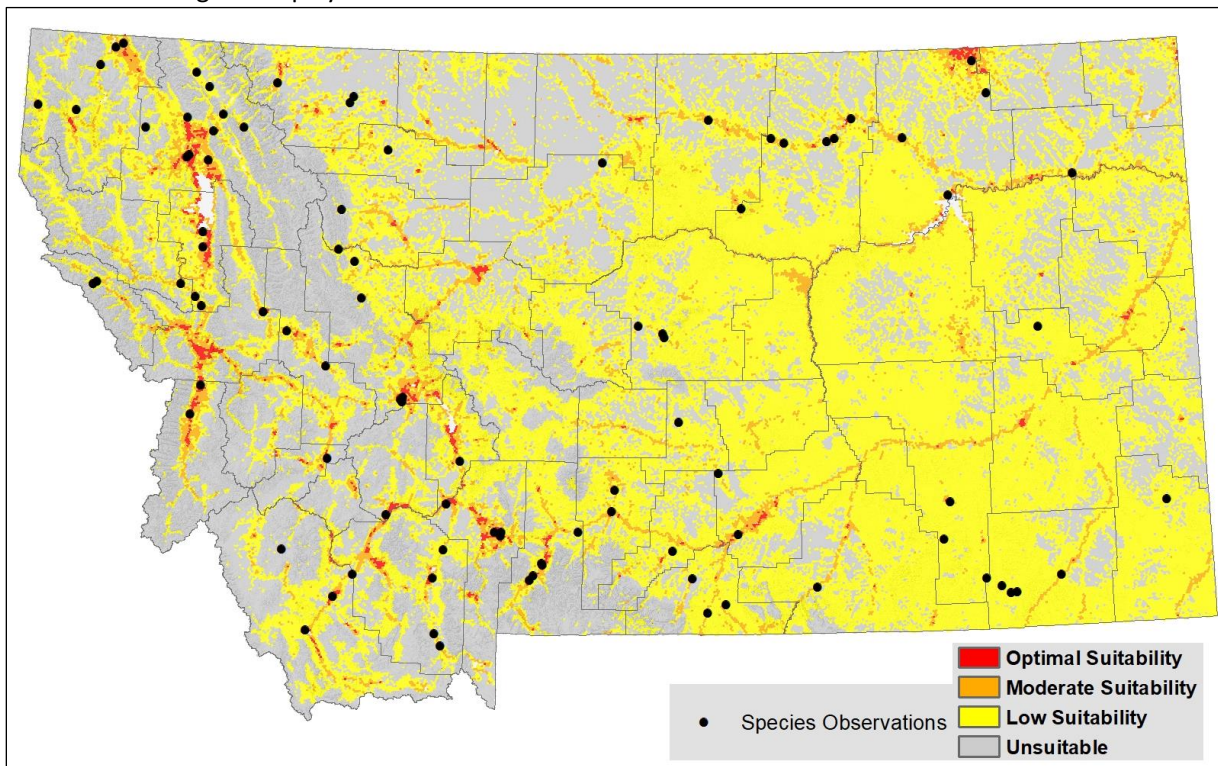 Optimal Suitability
Moderate Suitability
Species Observations
Low Suitability
Unsuitable